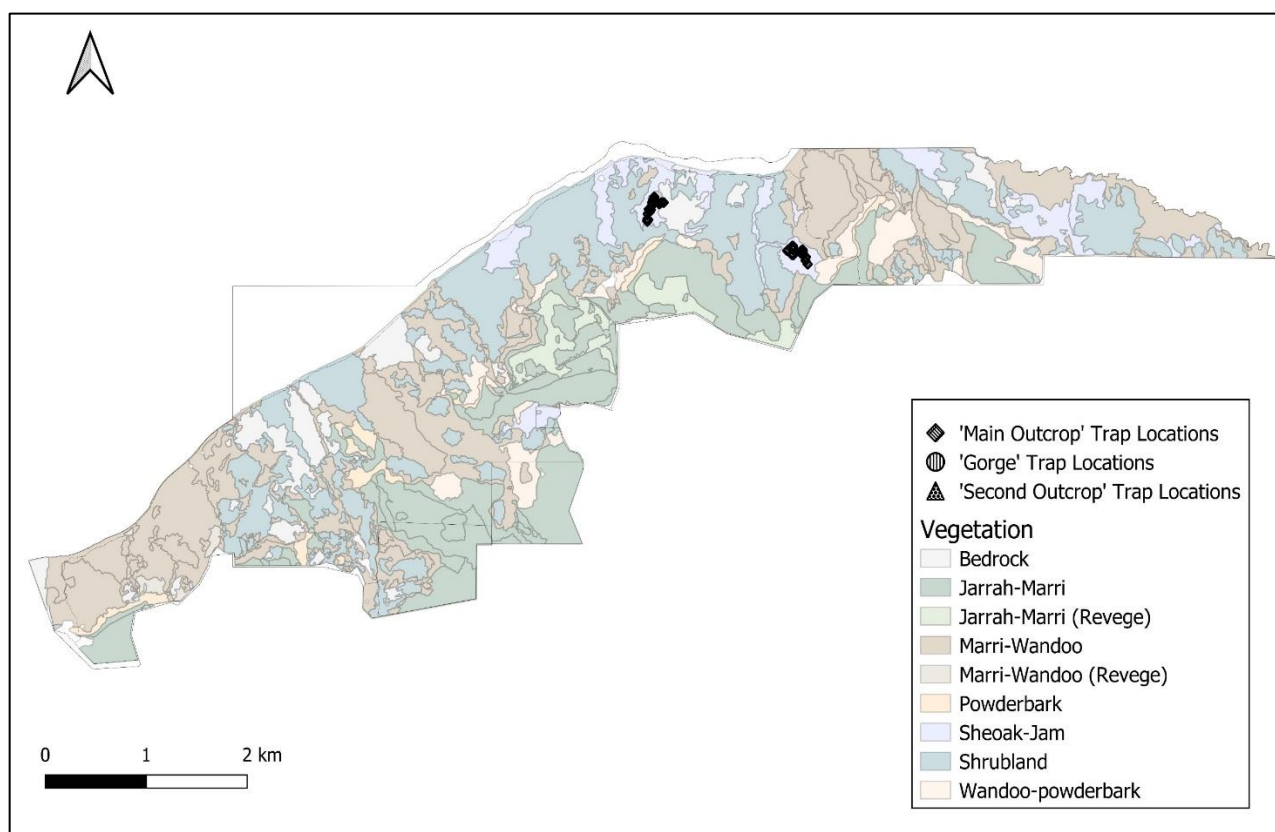 'Main Outcrop' Trap Locations
'Gorge' Trap Locations
'Second Outcrop' Trap Locations
Vegetation
Bedrock
Jarrah-Marri
Jarrah-Marri (Revege)
Marri-Wandoo
Marri-Wandoo (Revege)
Powderbark
Sheoak-Jam
Shrubland
Wandoo-powderbark
0 1 2 km